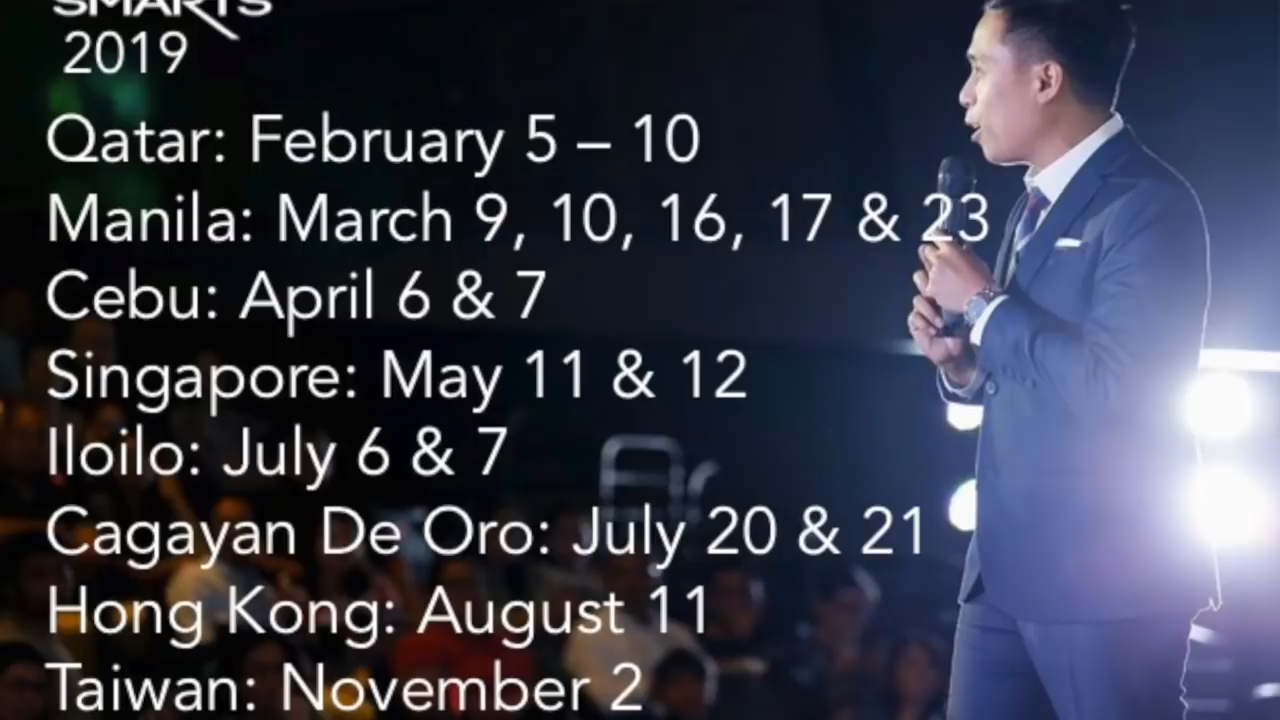 SMARTS
2019
Qatar: February 5 – 10
Manila: March 9, 10, 16, 17 & 23
Cebu: April 6 & 7
Singapore: May 11 & 12
Iloilo: July 6 & 7
Cagayan De Oro: July 20 & 21
Hong Kong: August 11
Taiwan: November 2